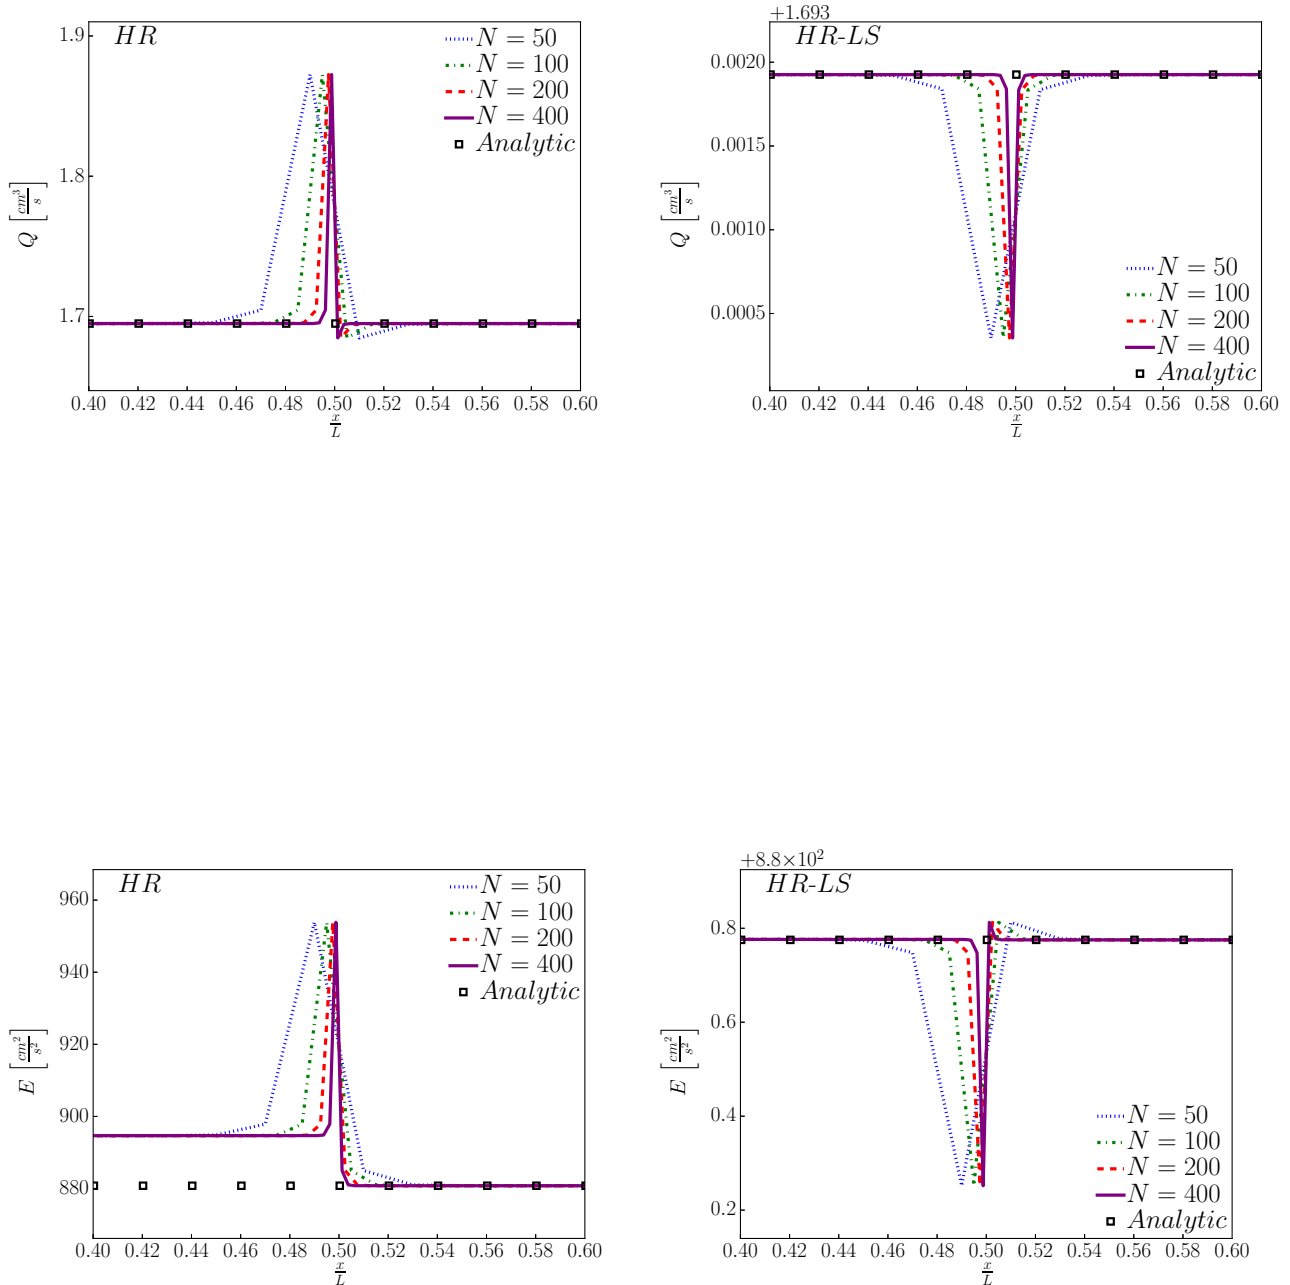 HR
N = 50
N = 100
N = 200
N = 400
Analytic
1.9
1.8
1.7
Q [cm³/s]
0.40 0.42 0.44 0.46 0.48 0.50 0.52 0.54 0.56 0.58 0.60
x/L
+1.693
HR-LS
0.0020
0.0015
0.0010
0.0005
Q [cm³/s]
N = 50
N = 100
N = 200
N = 400
Analytic
0.40 0.42 0.44 0.46 0.48 0.50 0.52 0.54 0.56 0.58 0.60
x/L
HR
N = 50
N = 100
N = 200
N = 400
Analytic
960
940
920
900
880
E [cm²/s²]
0.40 0.42 0.44 0.46 0.48 0.50 0.52 0.54 0.56 0.58 0.60
x/L
+8.8×10²
HR-LS
0.8
0.6
0.4
0.2
E [cm²/s²]
N = 50
N = 100
N = 200
N = 400
Analytic
0.40 0.42 0.44 0.46 0.48 0.50 0.52 0.54 0.56 0.58 0.60
x/L